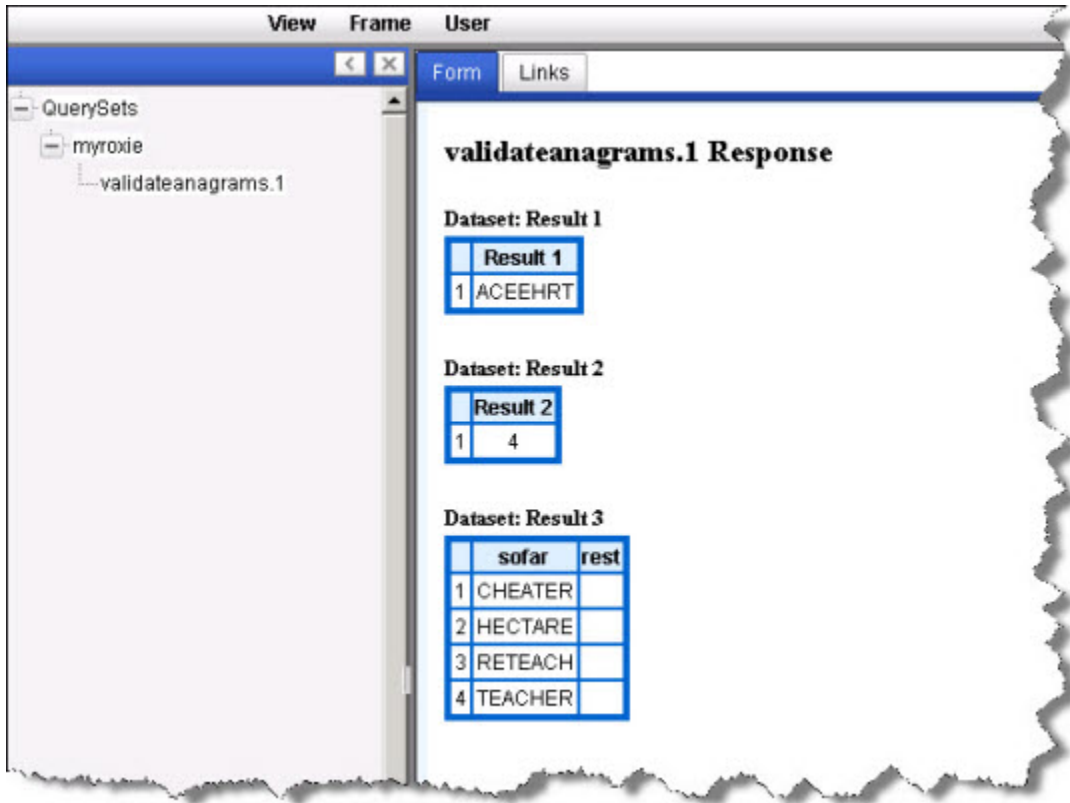 View Frame User
Form Links
QuerySets
myroxie
validateanagrams.1
validateanagrams.1 Response
Dataset: Result 1
Result 1
1 ACEEHRT
Dataset: Result 2
Result 2
1 4
Dataset: Result 3
sofar rest
1 CHEATER
2 HECTARE
3 RETEACH
4 TEACHER